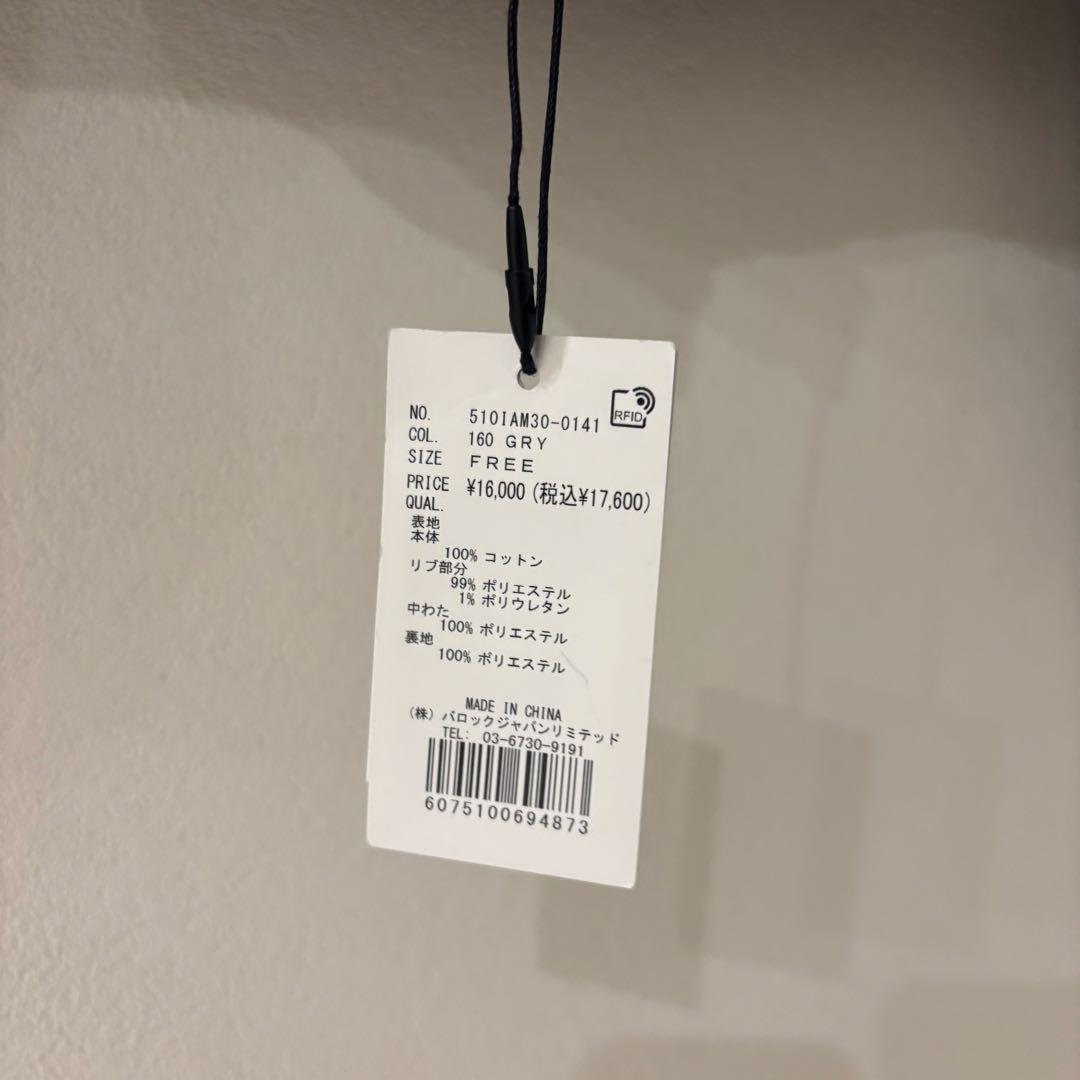 RFID
NO. 510IAM30-0141
COL. 160 GRY
SIZE FREE
PRICE ¥16,000 (税込¥17,600)
QUAL.
表地
本体
100% コットン
リブ部分
99% ポリエステル
1% ポリウレタン
中わた
100% ポリエステル
裏地
100% ポリエステル
MADE IN CHINA
(株) バロックジャパンリミテッド
TEL: 03-6730-9191
6075100694873